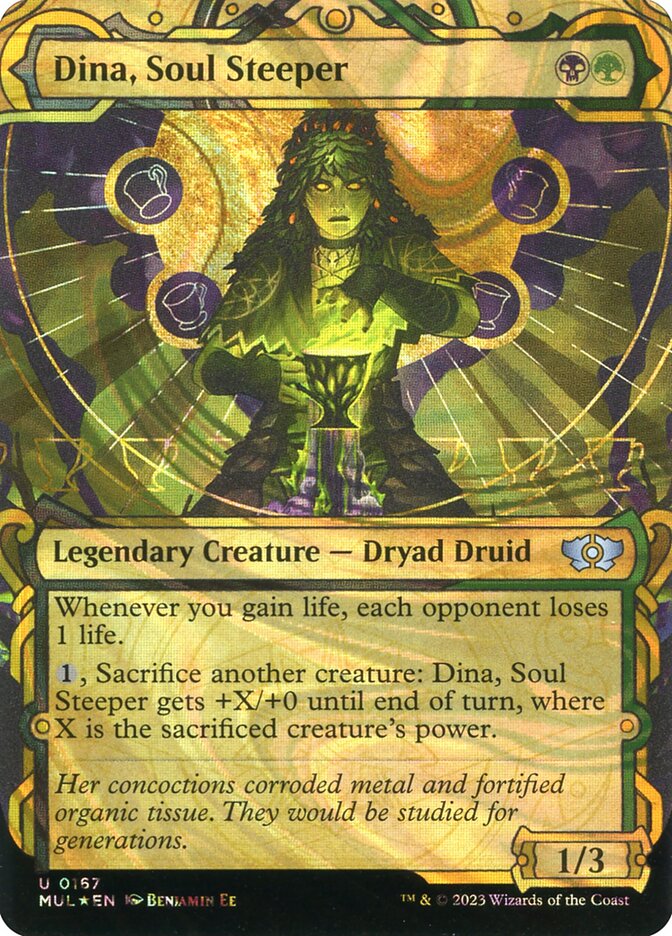 Dina, Soul Steeper
Legendary Creature — Dryad Druid
Whenever you gain life, each opponent loses
1 life.
1, Sacrifice another creature: Dina, Soul
Steeper gets +X/+0 until end of turn, where
X is the sacrificed creature's power.
Her concoctions corroded metal and fortified
organic tissue. They would be studied for
generations.
1/3
U 0167
MUL★EN Benjamin Ee
™ & © 2023 Wizards of the Coast